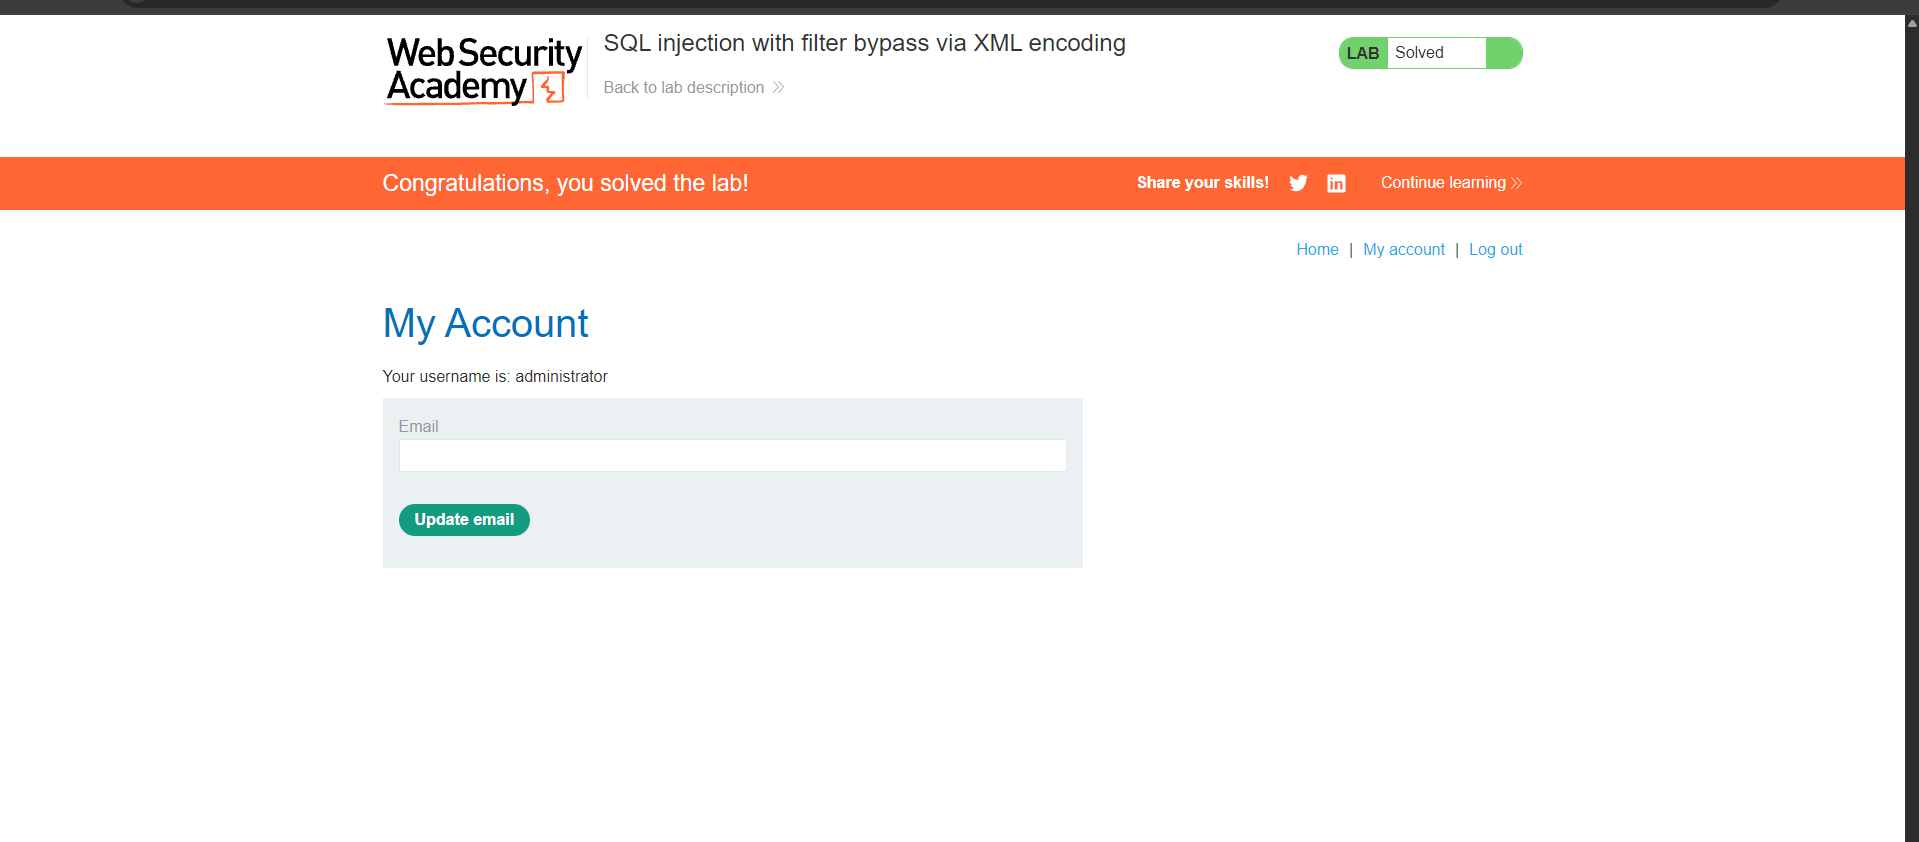 Web Security
Academy
SQL injection with filter bypass via XML encoding
Back to lab description
LAB Solved
Congratulations, you solved the lab!
Share your skills!
Continue learning
Home | My account | Log out
My Account
Your username is: administrator
Email
Update email